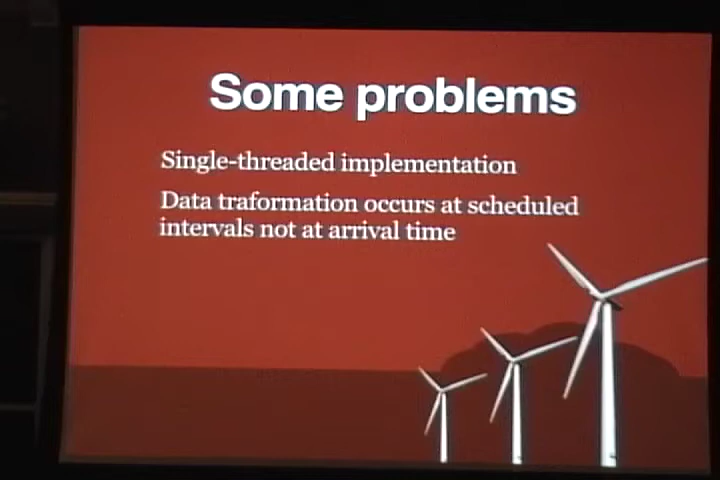 Some problems
Single-threaded implementation
Data traformation occurs at scheduled
intervals not at arrival time